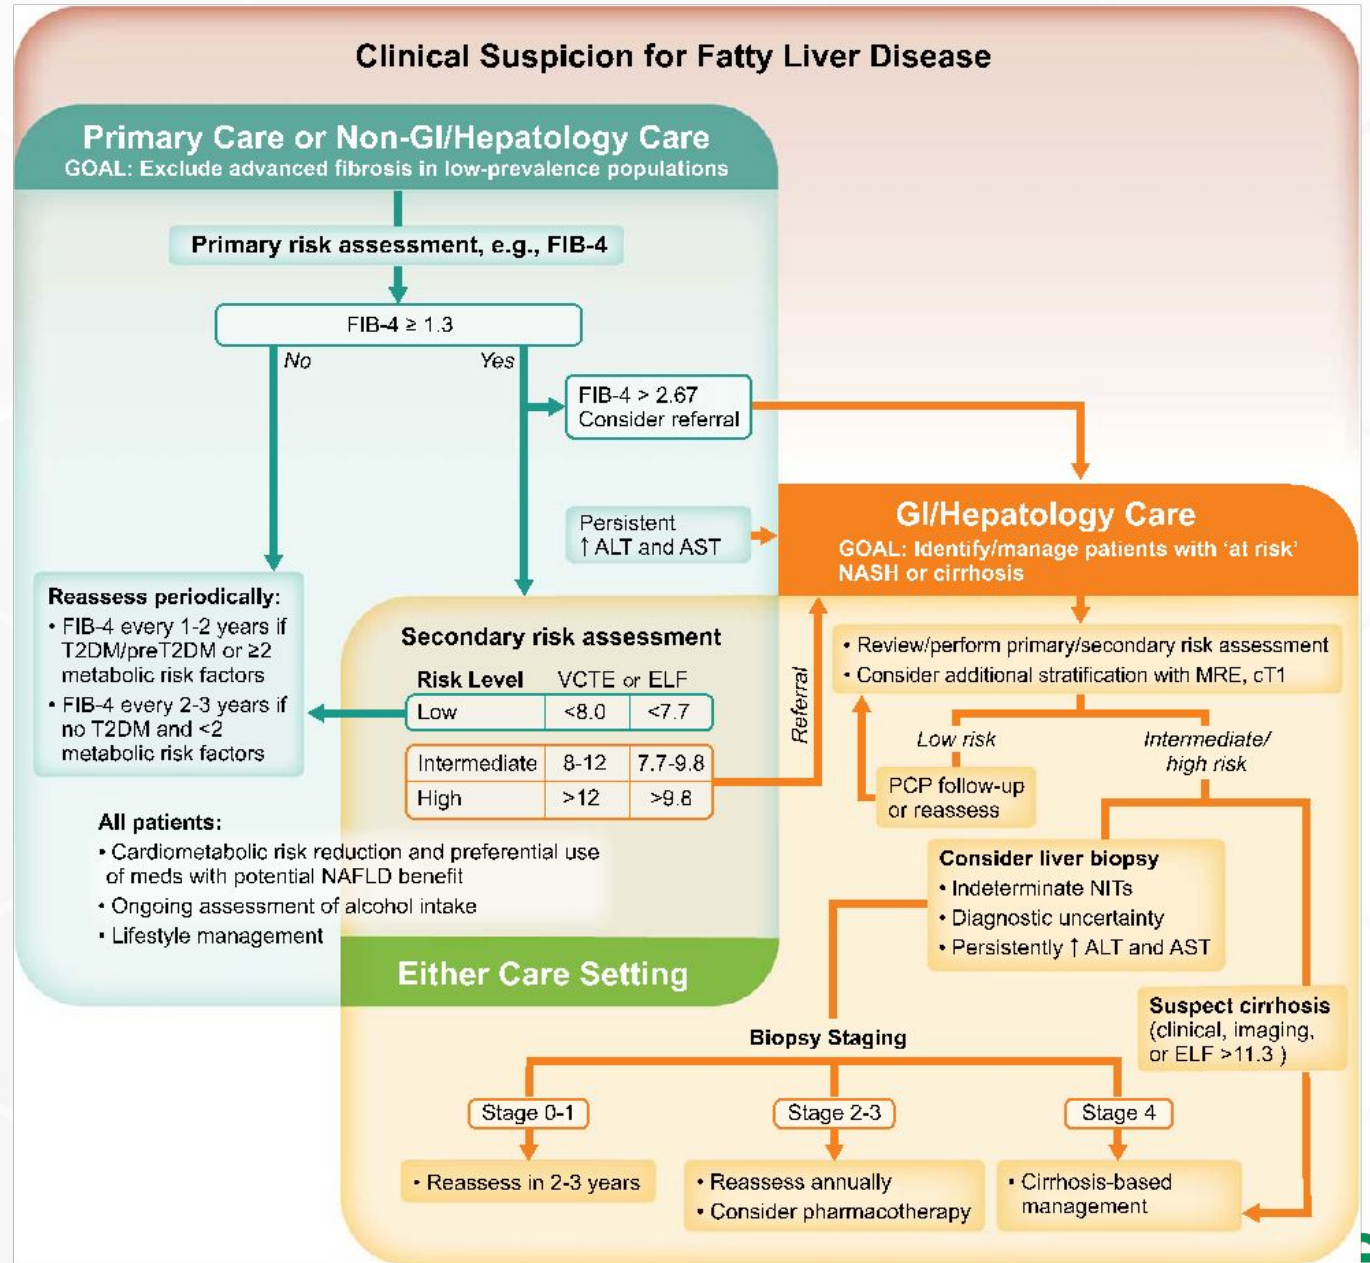 Clinical Suspicion for Fatty Liver Disease
Primary Care or Non-GI/Hepatology Care
GOAL: Exclude advanced fibrosis in low-prevalence populations
Primary risk assessment, e.g., FIB-4
FIB-4 ≥ 1.3
No
Yes
FIB-4 > 2.67
Consider referral
Persistent
↑ ALT and AST
GI/Hepatology Care
GOAL: Identify/manage patients with ‘at risk’
NASH or cirrhosis
Reassess periodically:
• FIB-4 every 1-2 years if
T2DM/preT2DM or ≥2
metabolic risk factors
• FIB-4 every 2-3 years if
no T2DM and <2
metabolic risk factors
Secondary risk assessment
Risk Level VCTE or ELF
Low <8.0 <7.7
Intermediate 8-12 7.7-9.8
High >12 >9.8
Referral
• Review/perform primary/secondary risk assessment
• Consider additional stratification with MRE, cT1
Low risk
Intermediate/
high risk
PCP follow-up
or reassess
All patients:
• Cardiometabolic risk reduction and preferential use
of meds with potential NAFLD benefit
• Ongoing assessment of alcohol intake
• Lifestyle management
Either Care Setting
Consider liver biopsy
• Indeterminate NITs
• Diagnostic uncertainty
• Persistently ↑ ALT and AST
Suspect cirrhosis
(clinical, imaging,
or ELF >11.3 )
Biopsy Staging
Stage 0-1
Stage 2-3
Stage 4
• Reassess in 2-3 years
• Reassess annually
• Consider pharmacotherapy
• Cirrhosis-based
management